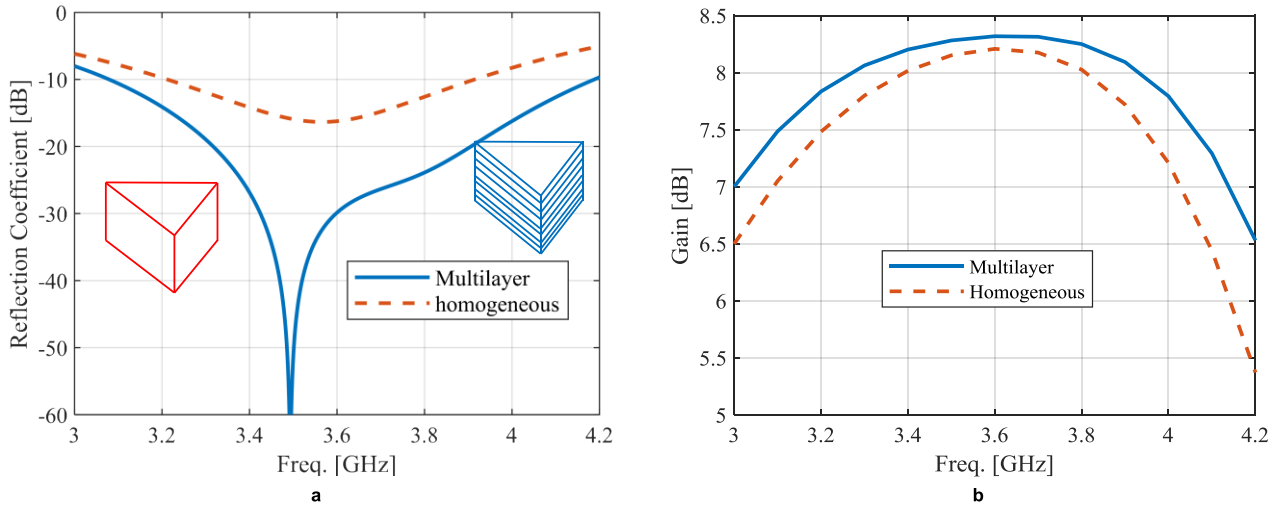 0
-10
-20
-30
-40
-50
-60
Reflection Coefficient [dB]
Multilayer
homogeneous
3
3.2
3.4
3.6
3.8
4
4.2
Freq. [GHz]
a
8.5
8
7.5
7
6.5
6
5.5
5
Gain [dB]
Multilayer
Homogeneous
3
3.2
3.4
3.6
3.8
4
4.2
Freq. [GHz]
b